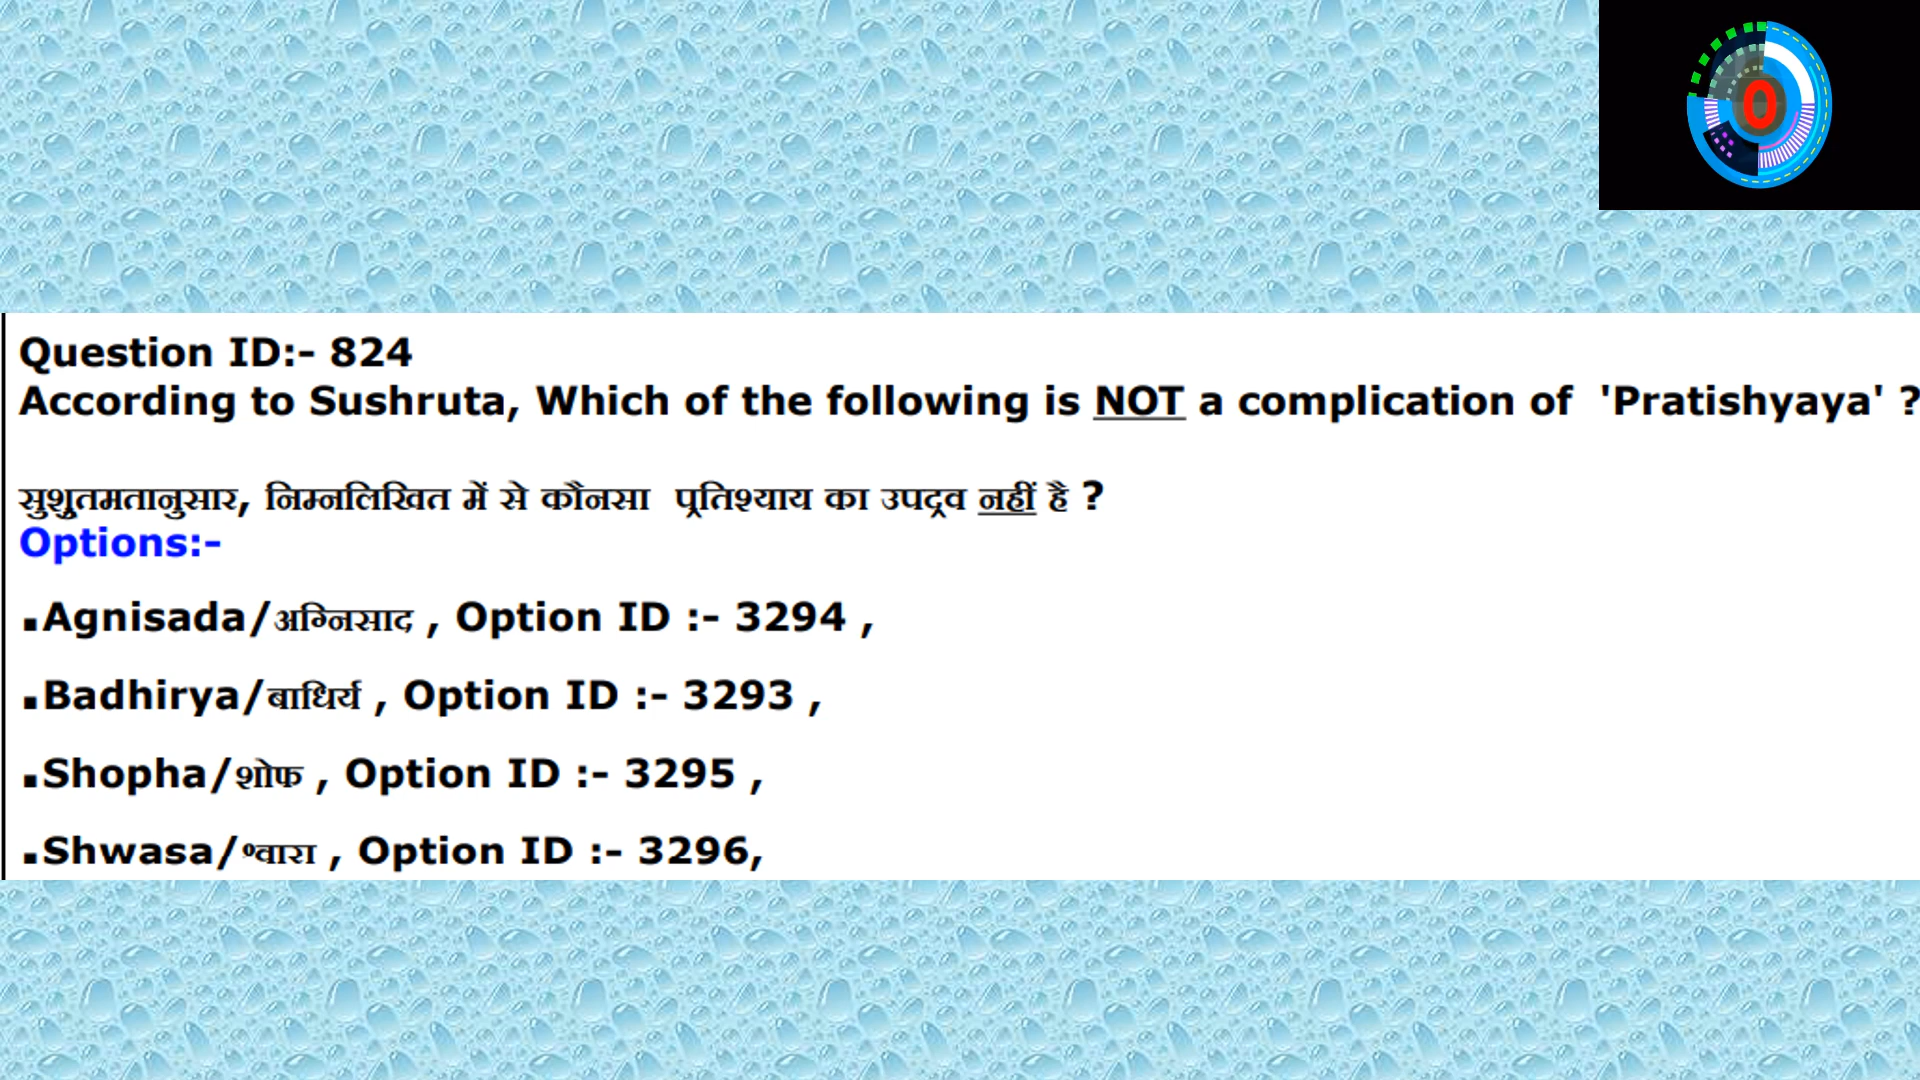 0
Question ID:- 824
According to Sushruta, Which of the following is NOT a complication of 'Pratishyaya' ?
सुश्रुतमतानुसार, निम्नलिखित में से कौनसा प्रतिश्याय का उपद्रव नहीं है ?
Options:-
▪Agnisada/अग्निसाद , Option ID :- 3294 ,
▪Badhirya/बाधिर्य , Option ID :- 3293 ,
▪Shopha/शोफ , Option ID :- 3295 ,
▪Shwasa/श्वास , Option ID :- 3296,